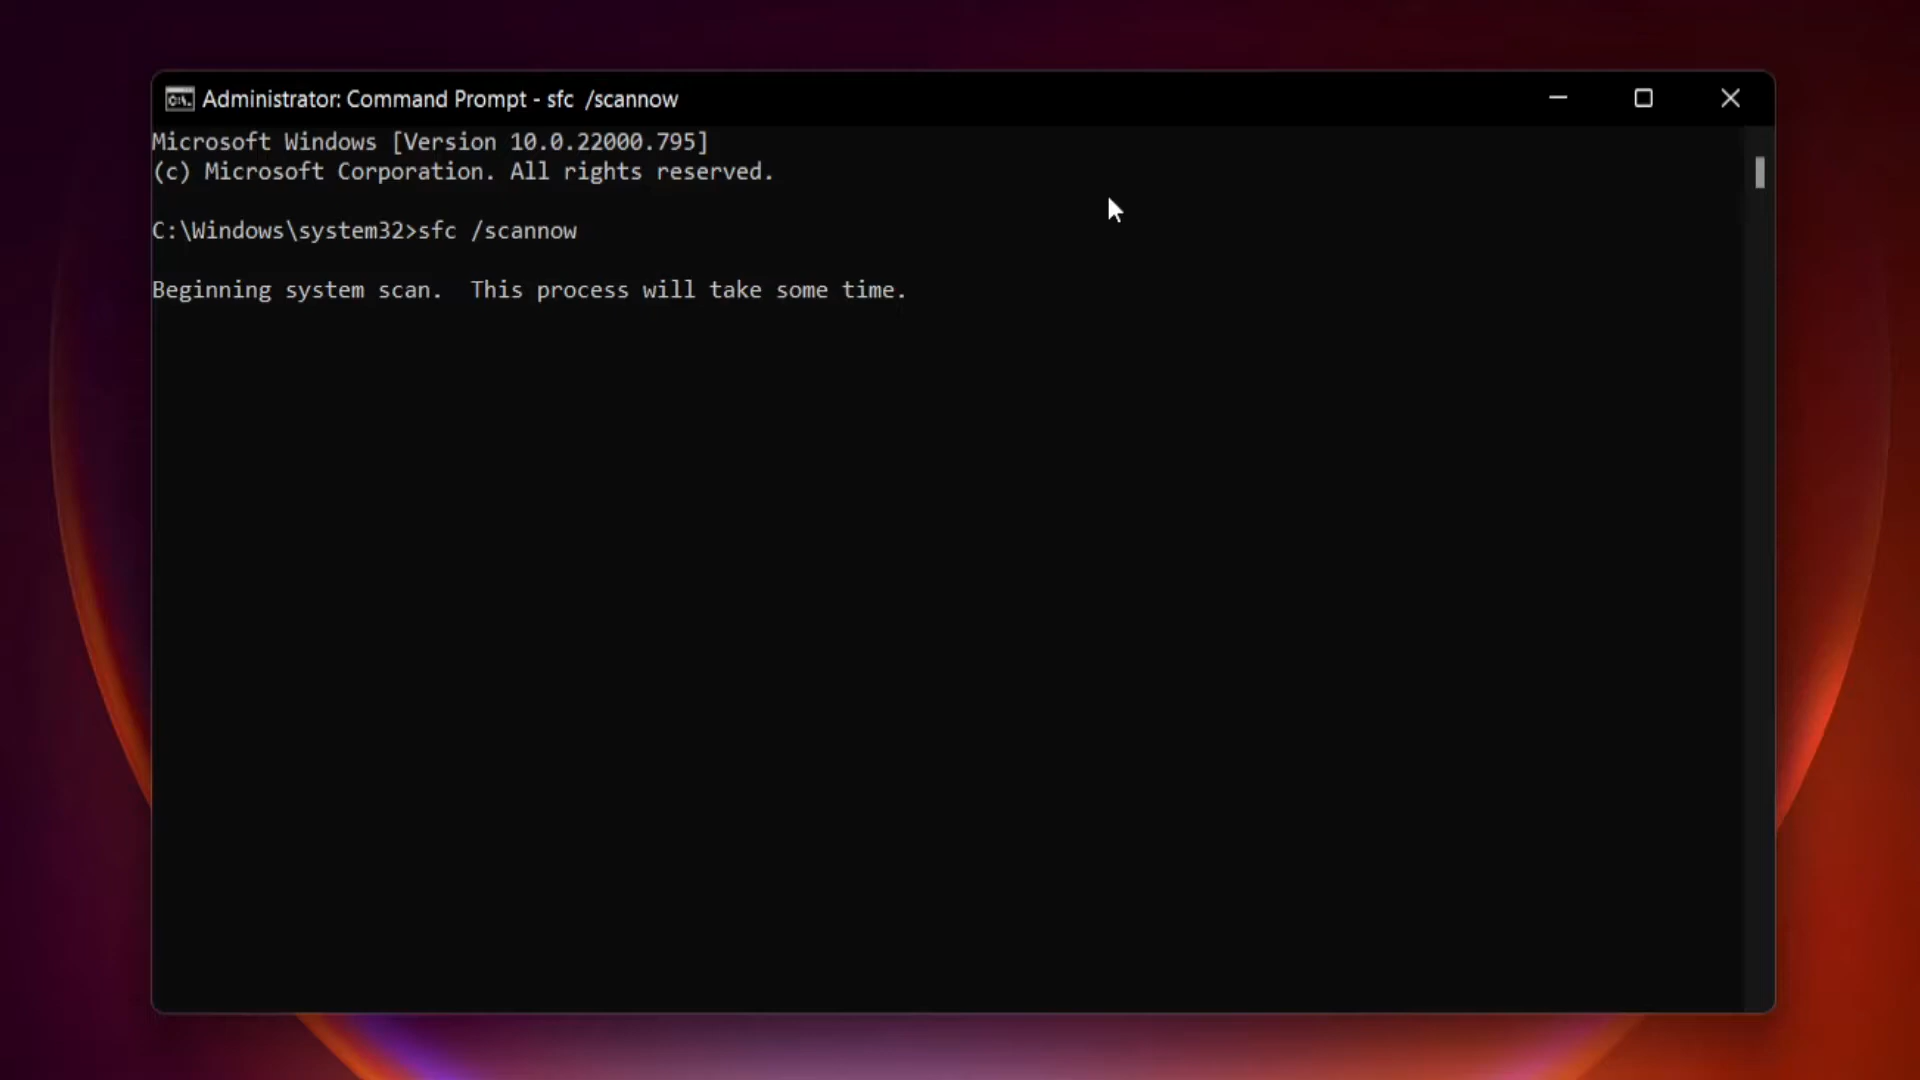 Administrator: Command Prompt - sfc  /scannow
Microsoft Windows [Version 10.0.22000.795]
(c) Microsoft Corporation. All rights reserved.
C:\Windows\system32>sfc /scannow
Beginning system scan.  This process will take some time.